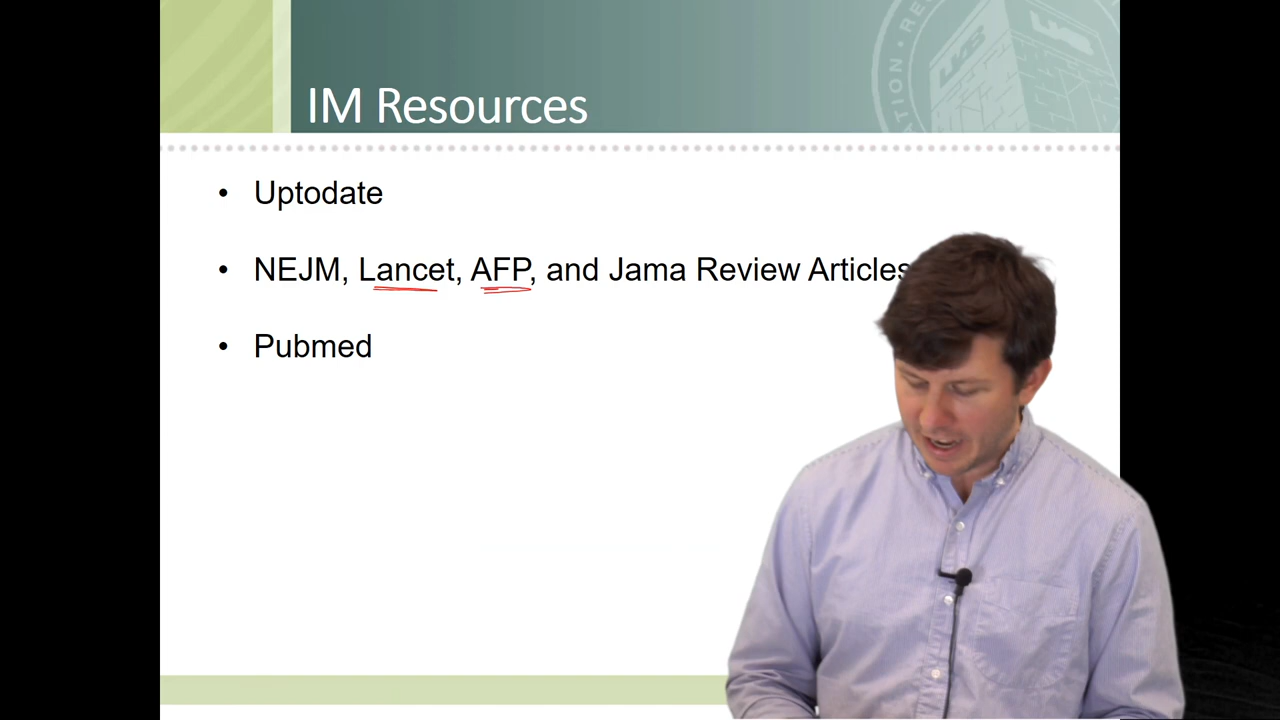 IM Resources
• Uptodate
• NEJM, Lancet, AFP, and Jama Review Articles
• Pubmed